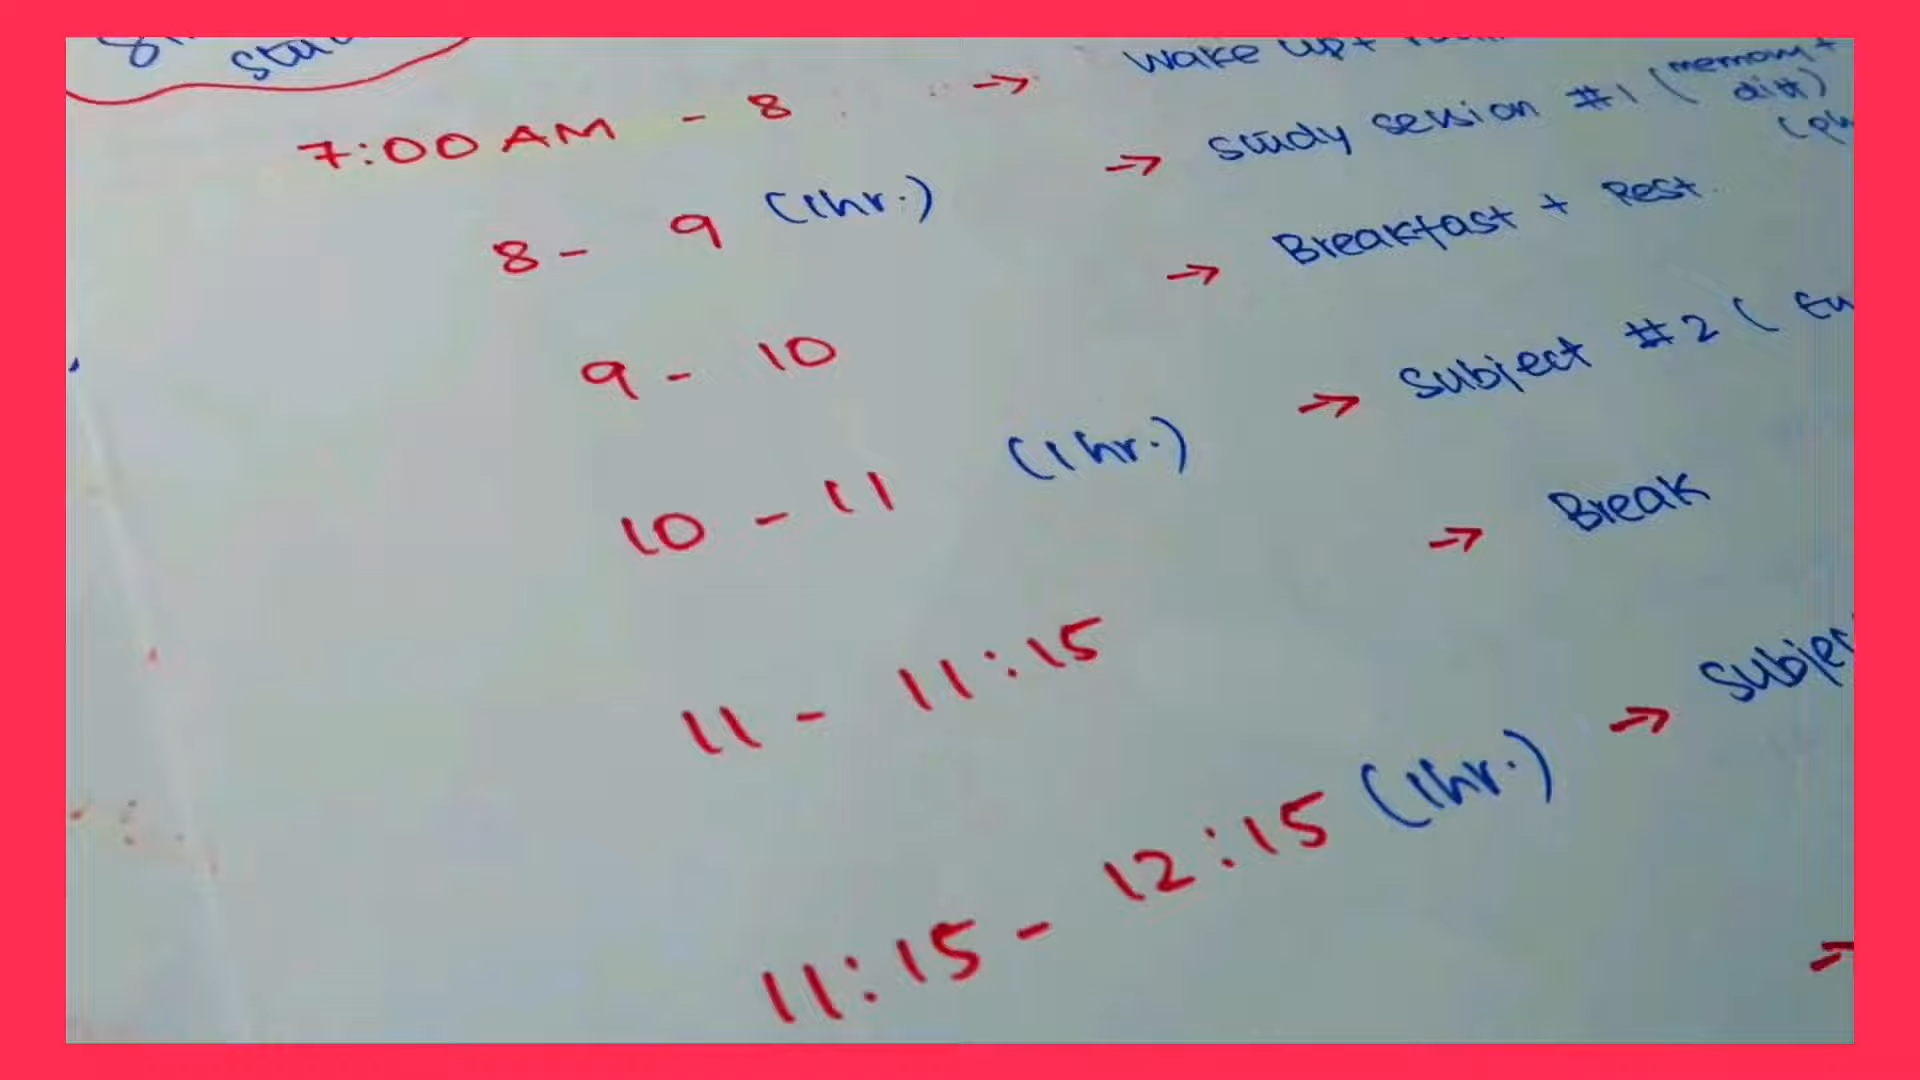 7:00 AM - 8 → wake up +
8 - 9 (1hr.) → study session #1 (memory +
9 - 10 → Breakfast + Rest.
10 - 11 (1hr.) → subject #2 (
11 - 11:15 → Break
11:15 - 12:15 (1hr.) →